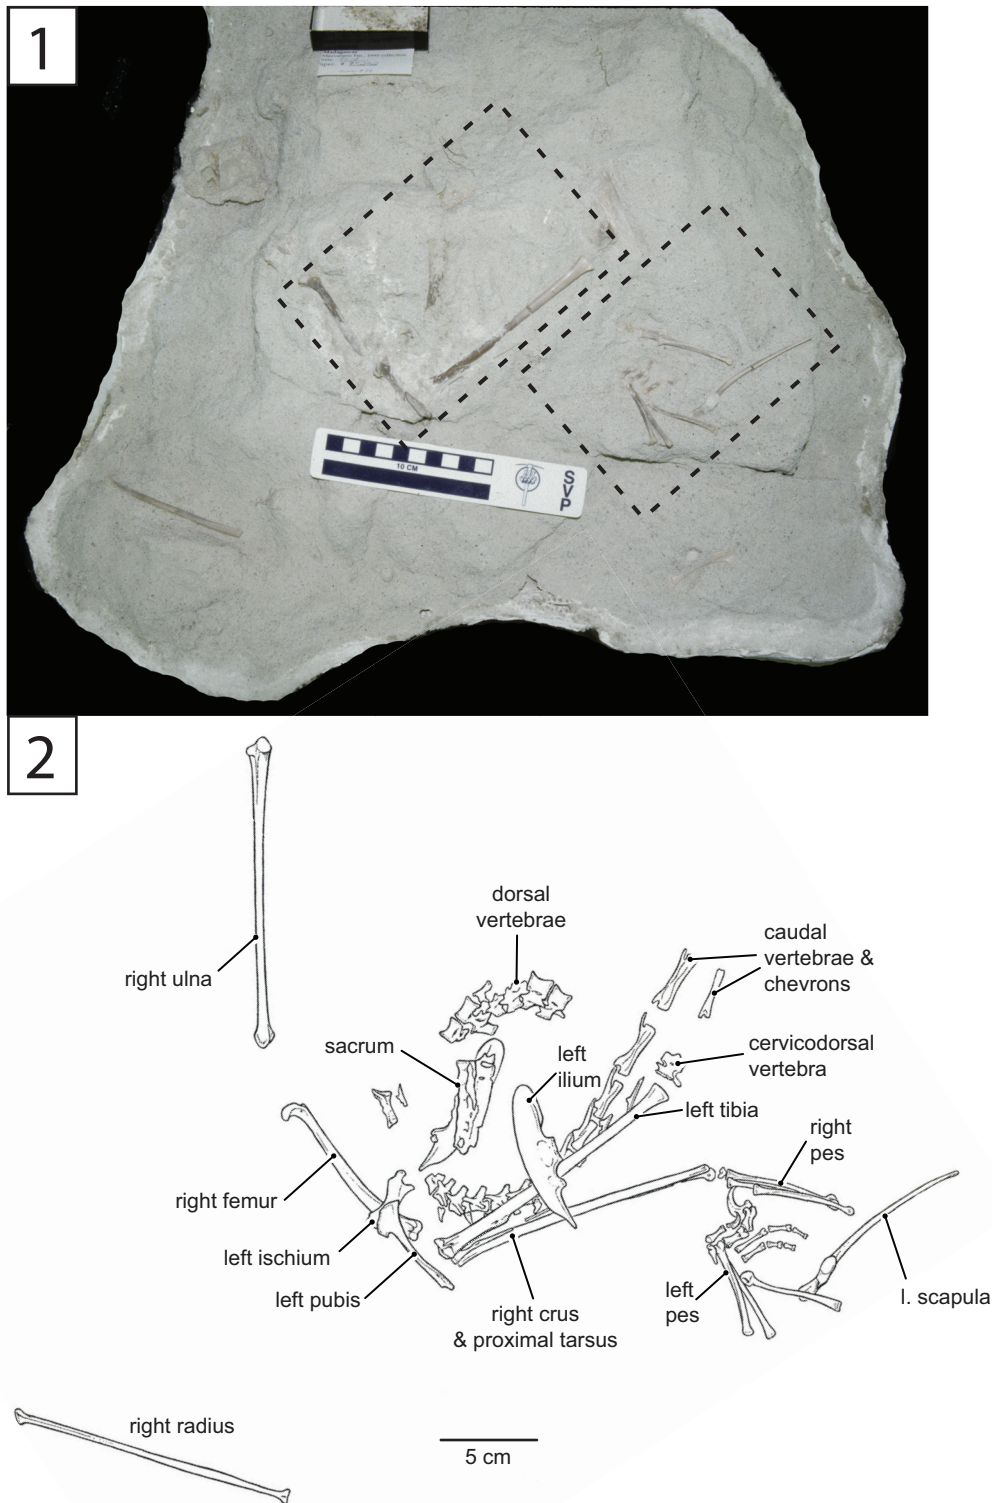 1
10 CM
S
V
P
2
dorsal
vertebrae
caudal
vertebrae &
chevrons
right ulna
sacrum
left
ilium
cervicodorsal
vertebra
left tibia
right
pes
right femur
left ischium
left pubis
right crus
& proximal tarsus
left
pes
l. scapula
right radius
5 cm